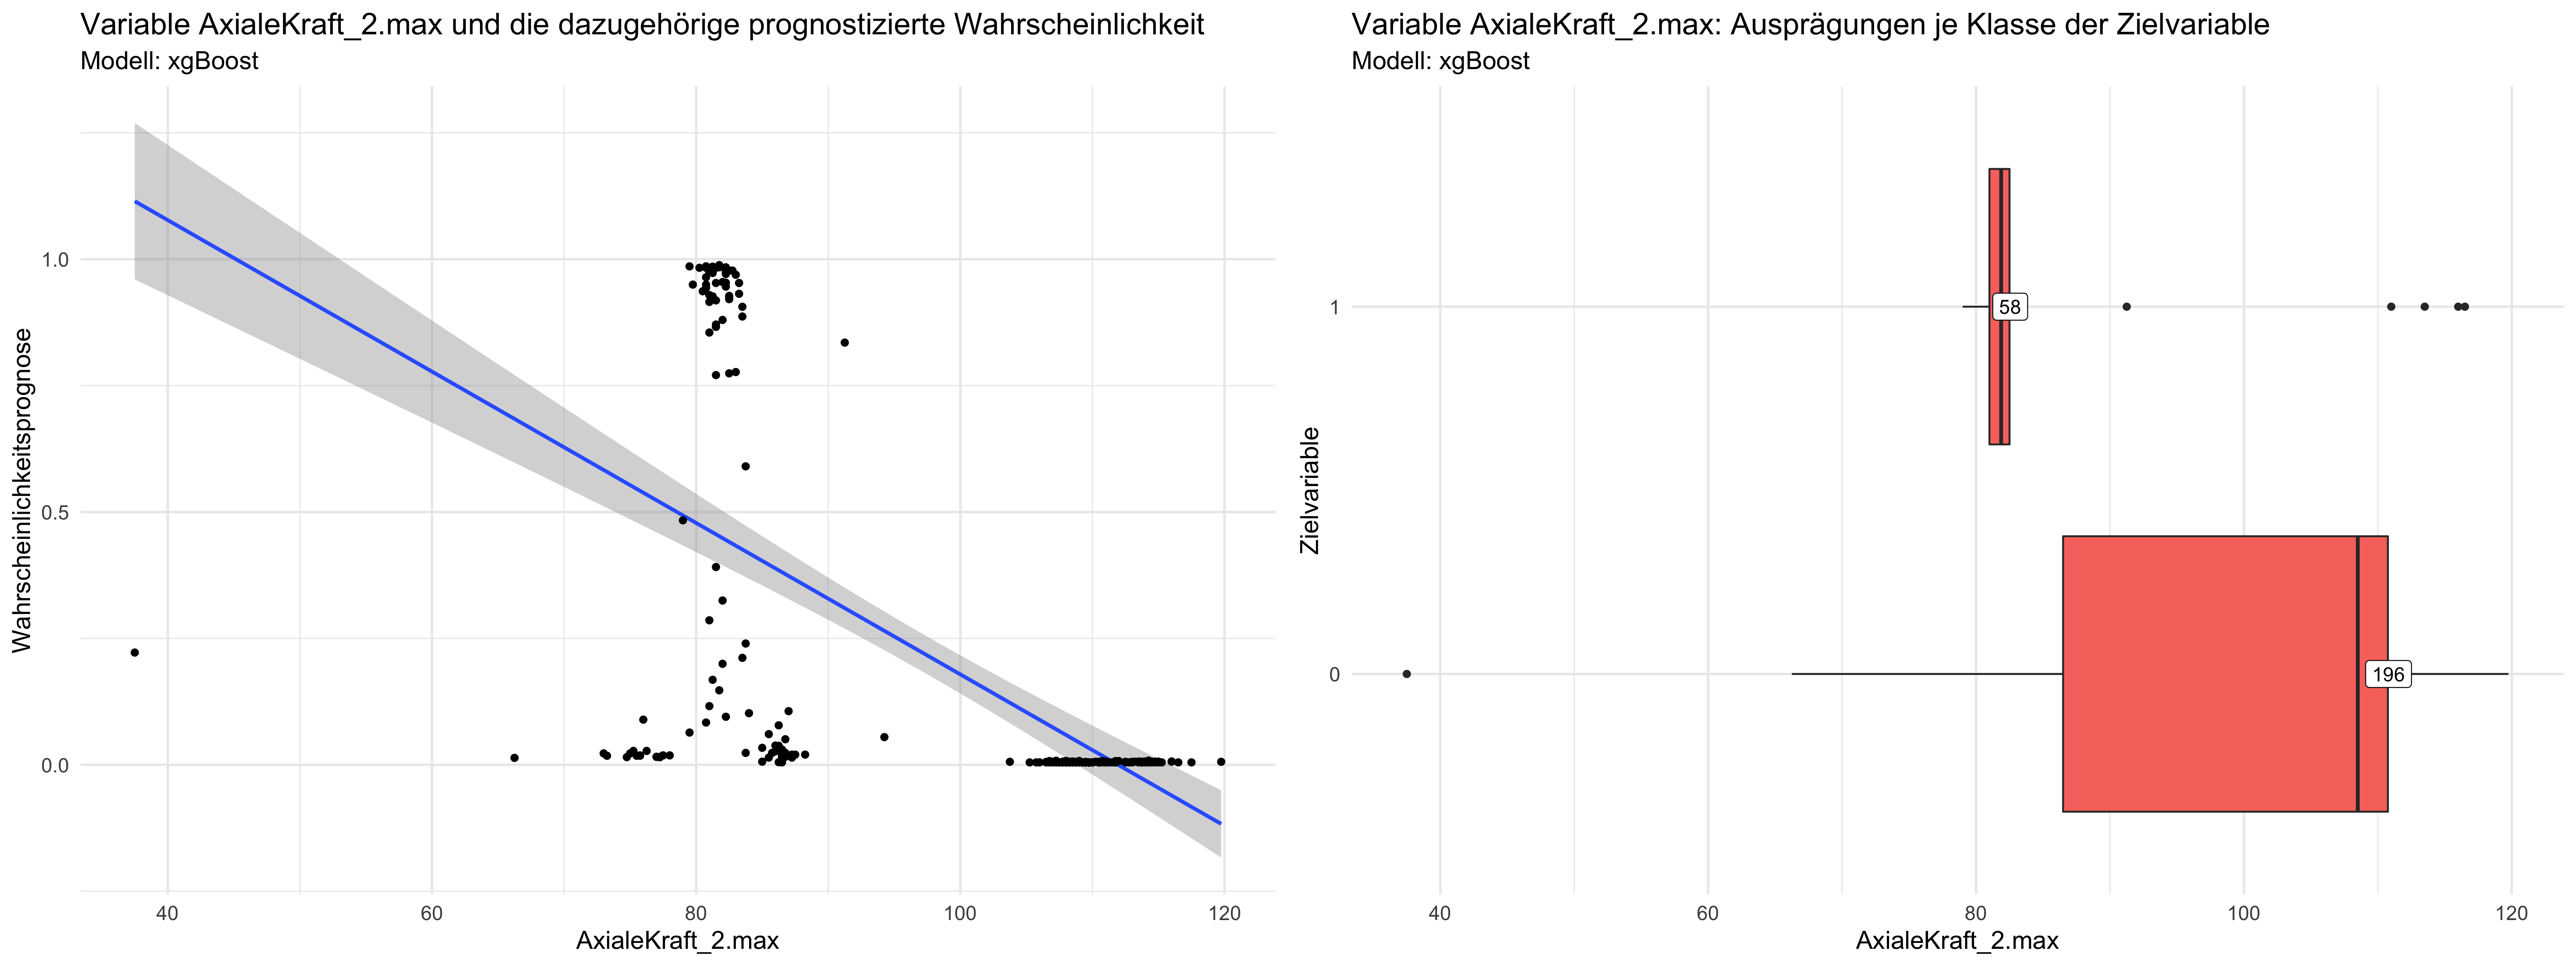 Variable AxialeKraft_2.max und die dazugehörige prognostizierte Wahrscheinlichkeit
Modell: xgBoost
Wahrscheinlichkeitsprognose
1.0
0.5
0.0
40 60 80 100 120
AxialeKraft_2.max
Variable AxialeKraft_2.max: Ausprägungen je Klasse der Zielvariable
Modell: xgBoost
Zielvariable
1
58
0
196
40 60 80 100 120
AxialeKraft_2.max